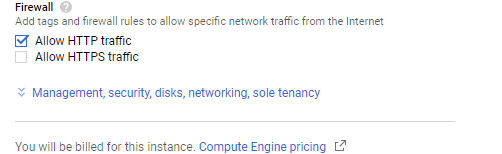 Firewall
Add tags and firewall rules to allow specific network traffic from the Internet
Allow HTTP traffic
Allow HTTPS traffic
Management, security, disks, networking, sole tenancy
You will be billed for this instance. Compute Engine pricing